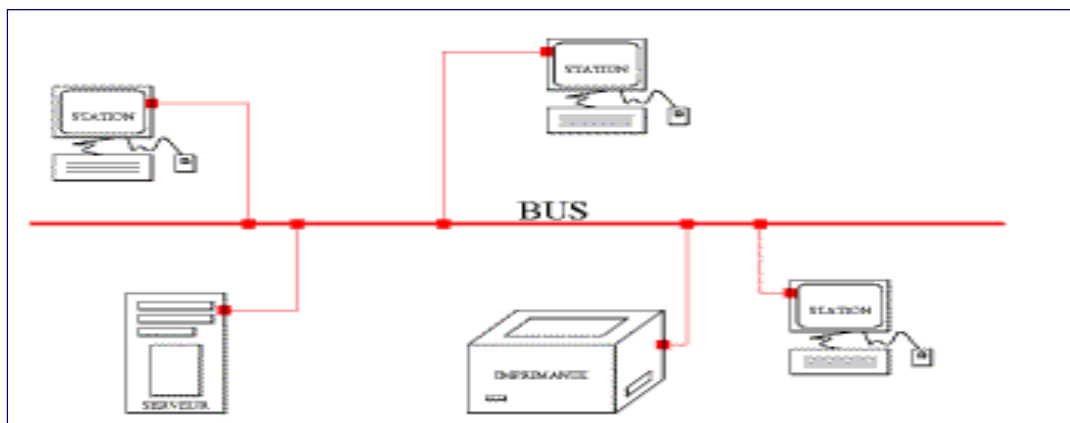 STATION
STATION
BUS
STATION
IMPRIMANTE
SERVEUR